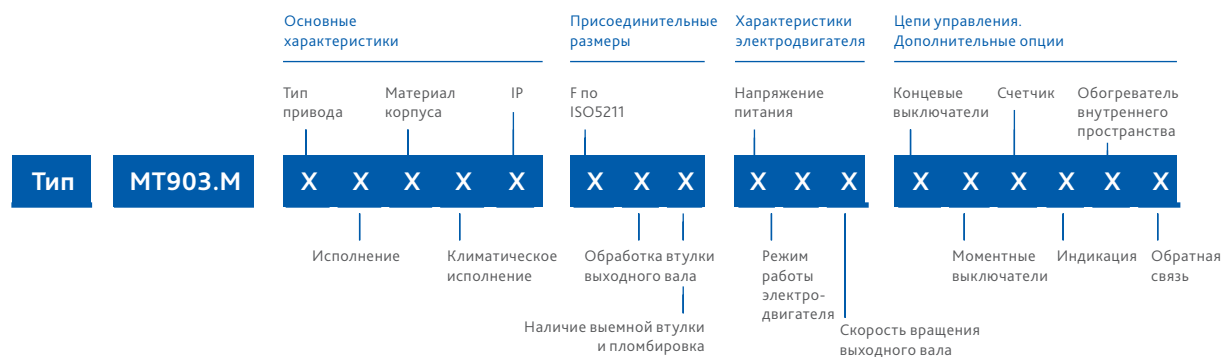 Основные
характеристики
Присоединительные
размеры
Характеристики
электродвигателя
Цепи управления.
Дополнительные опции
Тип
привода
Материал
корпуса
IP
F по
ISO5211
Напряжение
питания
Концевые
выключатели
Счетчик
Обогреватель
внутреннего
пространства
Тип МТ903.М X X X X X X X X X X X X X X X X X
Исполнение
Климатическое
исполнение
Обработка втулки
выходного вала
Наличие выемной втулки
и пломбировка
Режим
работы
электро-
двигателя
Скорость вращения
выходного вала
Моментные
выключатели
Индикация
Обратная
связь